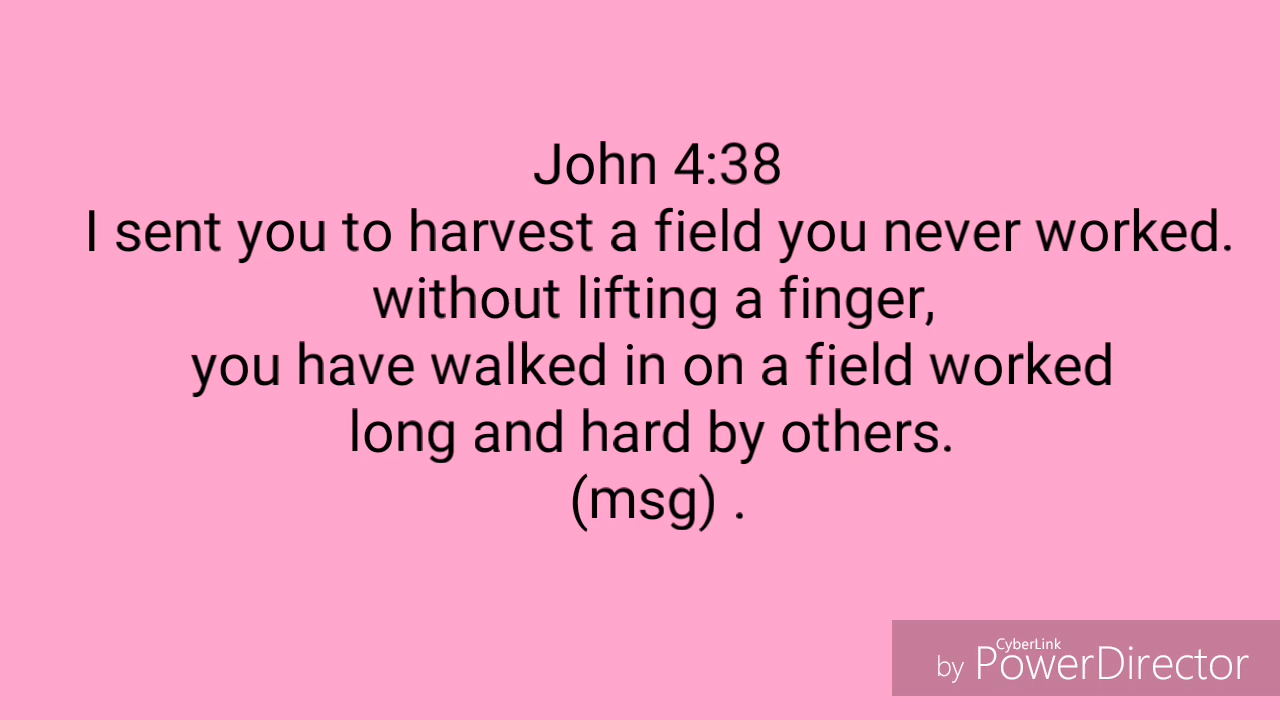 John 4:38
I sent you to harvest a field you never worked.
without lifting a finger,
you have walked in on a field worked
long and hard by others.
(msg) .
CyberLink
by PowerDirector